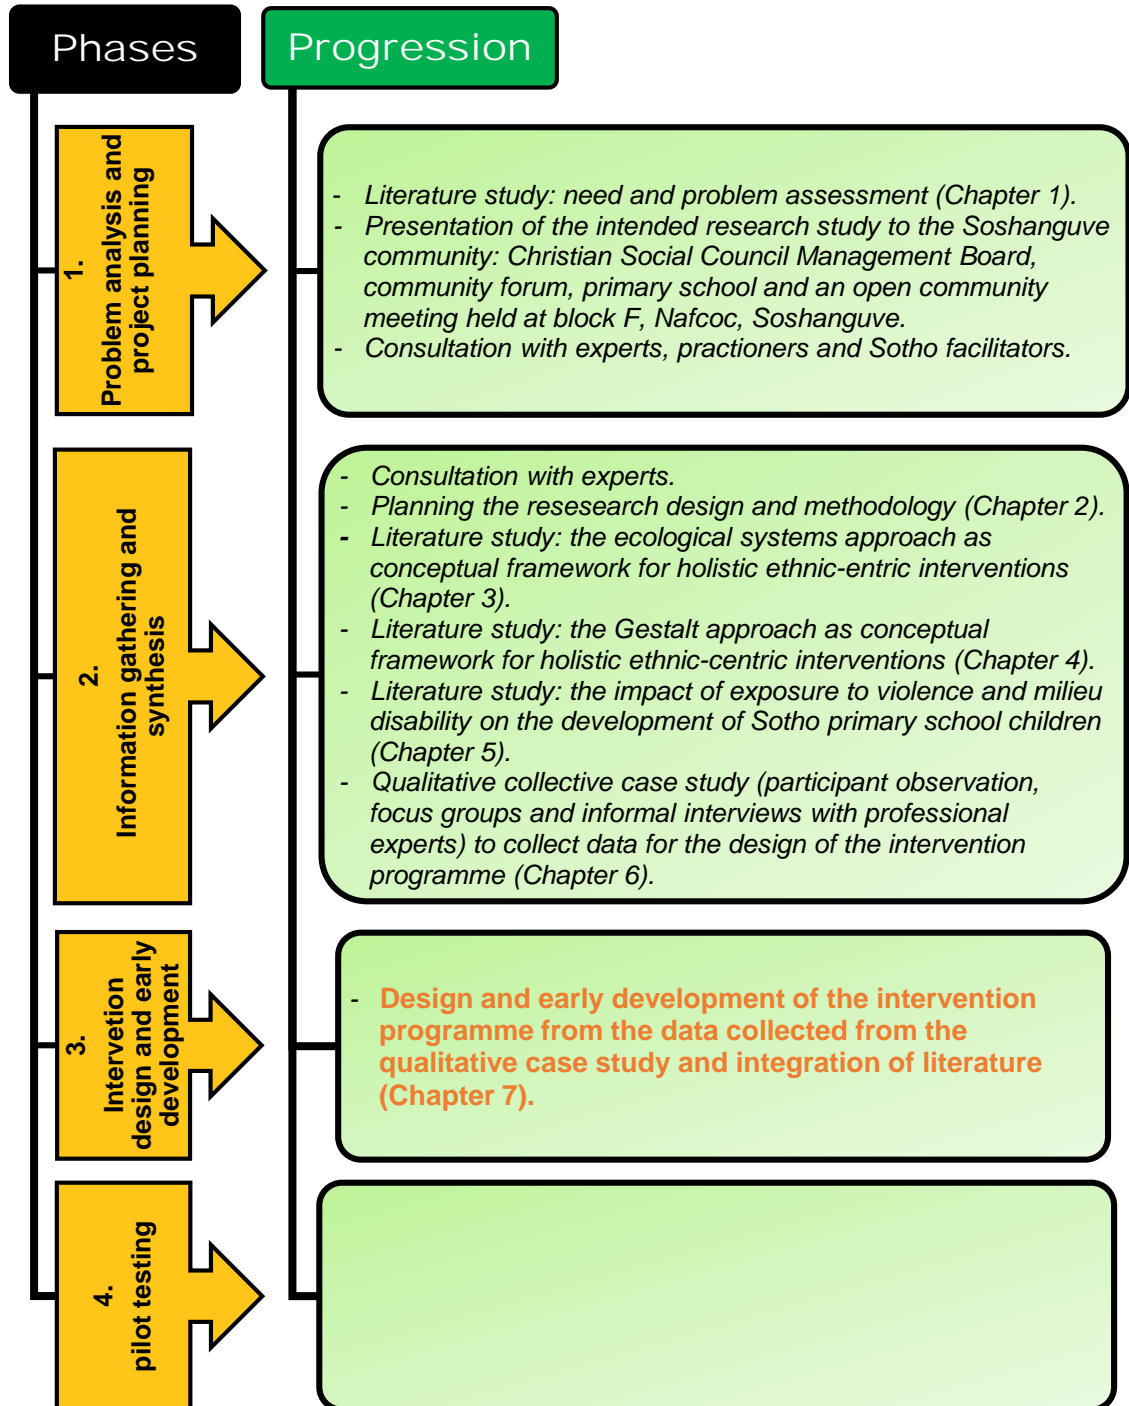 Phases
Progression
1.
Problem analysis and
project planning
- Literature study: need and problem assessment (Chapter 1).
- Presentation of the intended research study to the Soshanguve
community: Christian Social Council Management Board,
community forum, primary school and an open community
meeting held at block F, Nafcoc, Soshanguve.
- Consultation with experts, practioners and Sotho facilitators.
2.
Information gathering and
synthesis
- Consultation with experts.
- Planning the resesearch design and methodology (Chapter 2).
- Literature study: the ecological systems approach as
conceptual framework for holistic ethnic-entric interventions
(Chapter 3).
- Literature study: the Gestalt approach as conceptual
framework for holistic ethnic-centric interventions (Chapter 4).
- Literature study: the impact of exposure to violence and milieu
disability on the development of Sotho primary school children
(Chapter 5).
- Qualitative collective case study (participant observation,
focus groups and informal interviews with professional
experts) to collect data for the design of the intervention
programme (Chapter 6).
3.
Intervetion
design and early
development
- Design and early development of the intervention
programme from the data collected from the
qualitative case study and integration of literature
(Chapter 7).
4.
pilot testing